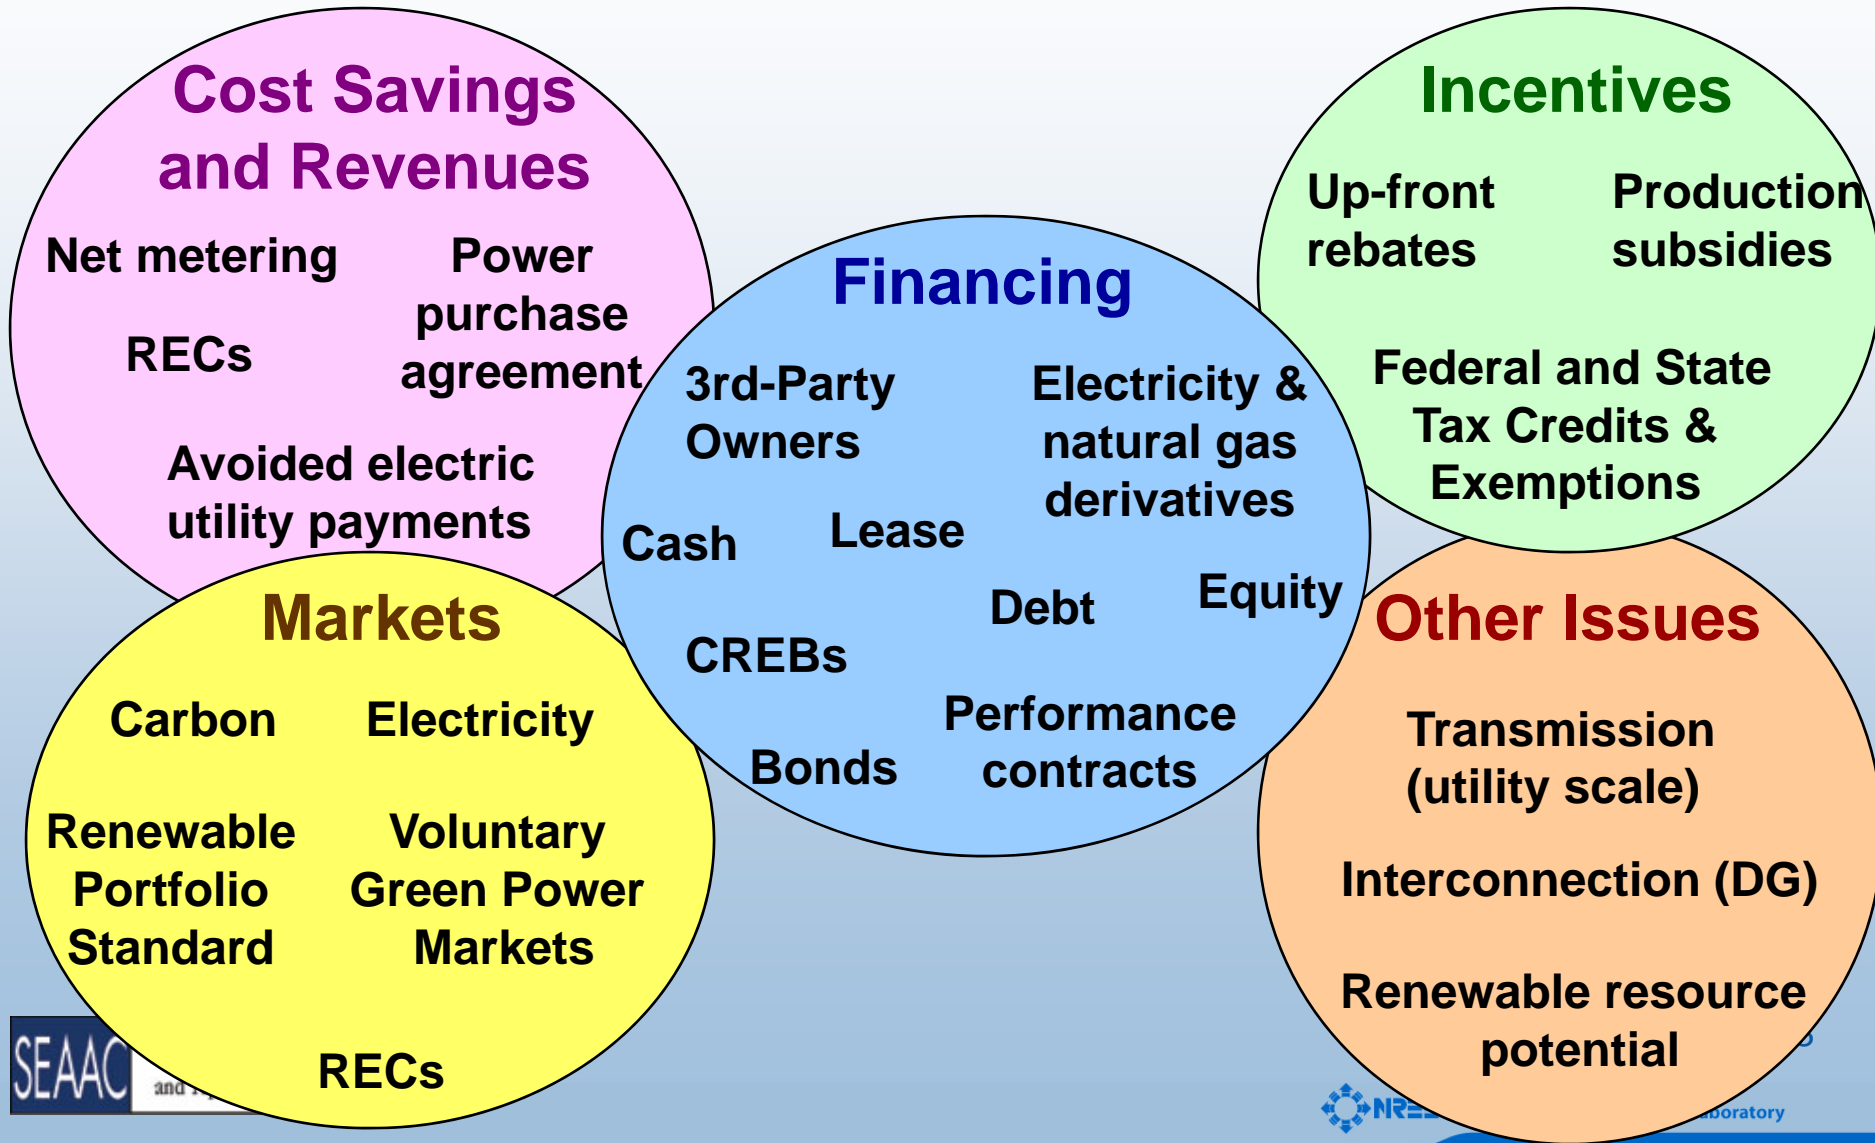 Cost Savings
and Revenues
Net metering
Power
purchase
agreement
RECs
Avoided electric
utility payments
Incentives
Up-front
rebates
Production
subsidies
Federal and State
Tax Credits &
Exemptions
Financing
3rd-Party
Owners
Electricity &
natural gas
derivatives
Cash
Lease
Debt
Equity
CREBs
Bonds
Performance
contracts
Markets
Carbon
Electricity
Renewable
Portfolio
Standard
Voluntary
Green Power
Markets
RECs
Other Issues
Transmission
(utility scale)
Interconnection (DG)
Renewable resource
potential
SEAAC
and